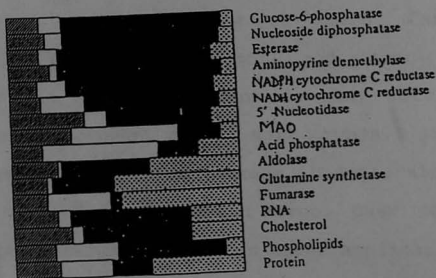 Glucose-6-phosphatase
Nucleoside diphosphatase
Esterase
Aminopyrine demethylase
NADPH cytochrome C reductase
NADH cytochrome C reductase
5'-Nucleotidase
MAO
Acid phosphatase
Aldolase
Glutamine synthetase
Fumarase
RNA
Cholesterol
Phospholipids
Protein